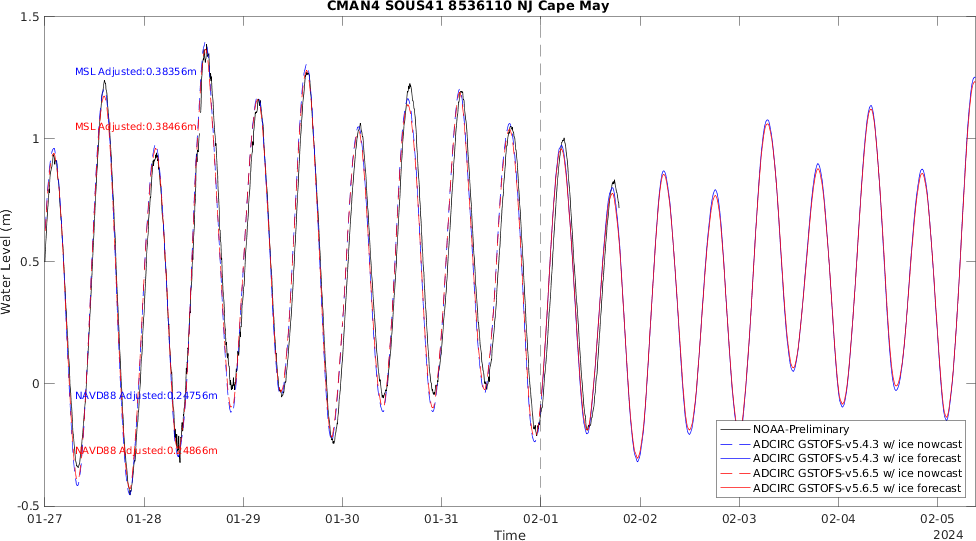 CMAN4 SOUS41 8536110 NJ Cape May
Water Level (m)
1.5
1
0.5
0
-0.5
MSL Adjusted:0.38356m
MSL Adjusted:0.38466m
NAVD88 Adjusted:0.24756m
NAVD88 Adjusted:0.24866m
NOAA-Preliminary
ADCIRC GSTOFS-v5.4.3 w/ ice nowcast
ADCIRC GSTOFS-v5.4.3 w/ ice forecast
ADCIRC GSTOFS-v5.6.5 w/ ice nowcast
ADCIRC GSTOFS-v5.6.5 w/ ice forecast
01-27 01-28 01-29 01-30 01-31 02-01 02-02 02-03 02-04 02-05
Time
2024